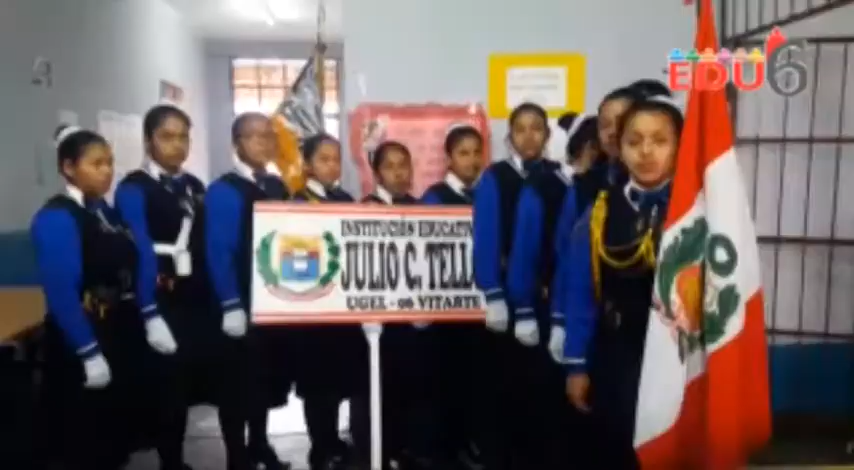 EDU6
INSTITUCIÓN EDUCATIV
JULIO C. TELL
UGEL - 06 VITARTE